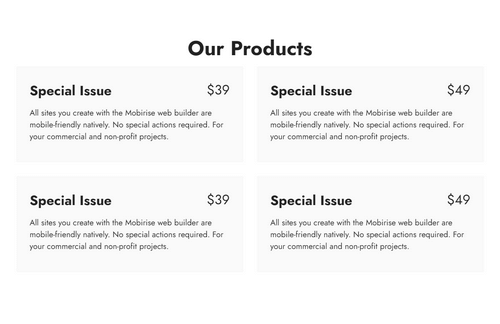 Our Products
Special Issue $39
All sites you create with the Mobirise web builder are
mobile-friendly natively. No special actions required. For
your commercial and non-profit projects.
Special Issue $49
All sites you create with the Mobirise web builder are
mobile-friendly natively. No special actions required. For
your commercial and non-profit projects.
Special Issue $39
All sites you create with the Mobirise web builder are
mobile-friendly natively. No special actions required. For
your commercial and non-profit projects.
Special Issue $49
All sites you create with the Mobirise web builder are
mobile-friendly natively. No special actions required. For
your commercial and non-profit projects.